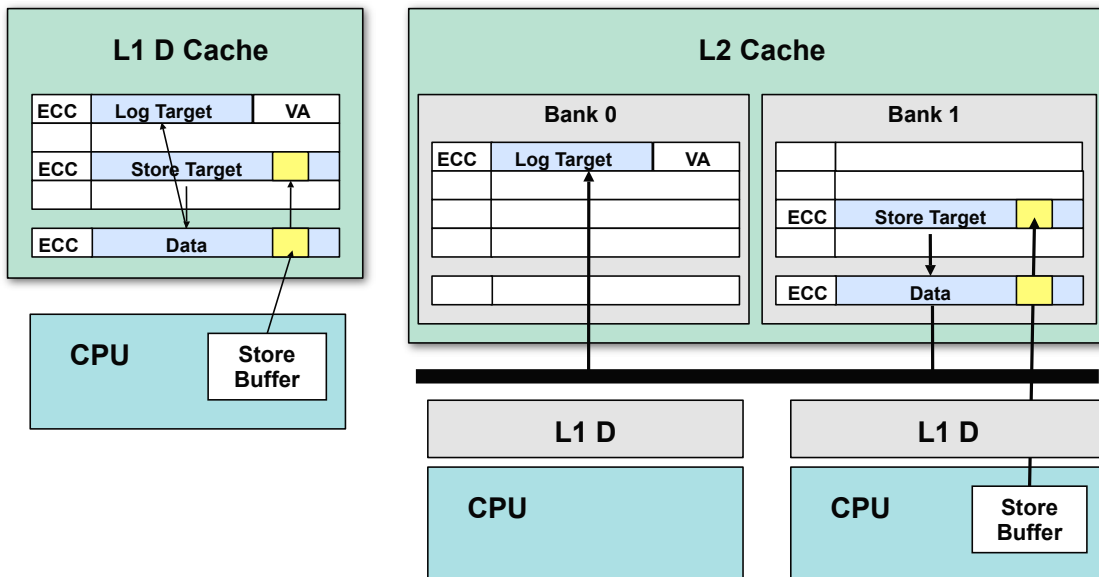 L1 D Cache
ECC Log Target VA
ECC Store Target
ECC Data
CPU
Store
Buffer
L2 Cache
Bank 0
ECC Log Target VA
Bank 1
ECC Store Target
ECC Data
L1 D
CPU
L1 D
CPU
Store
Buffer